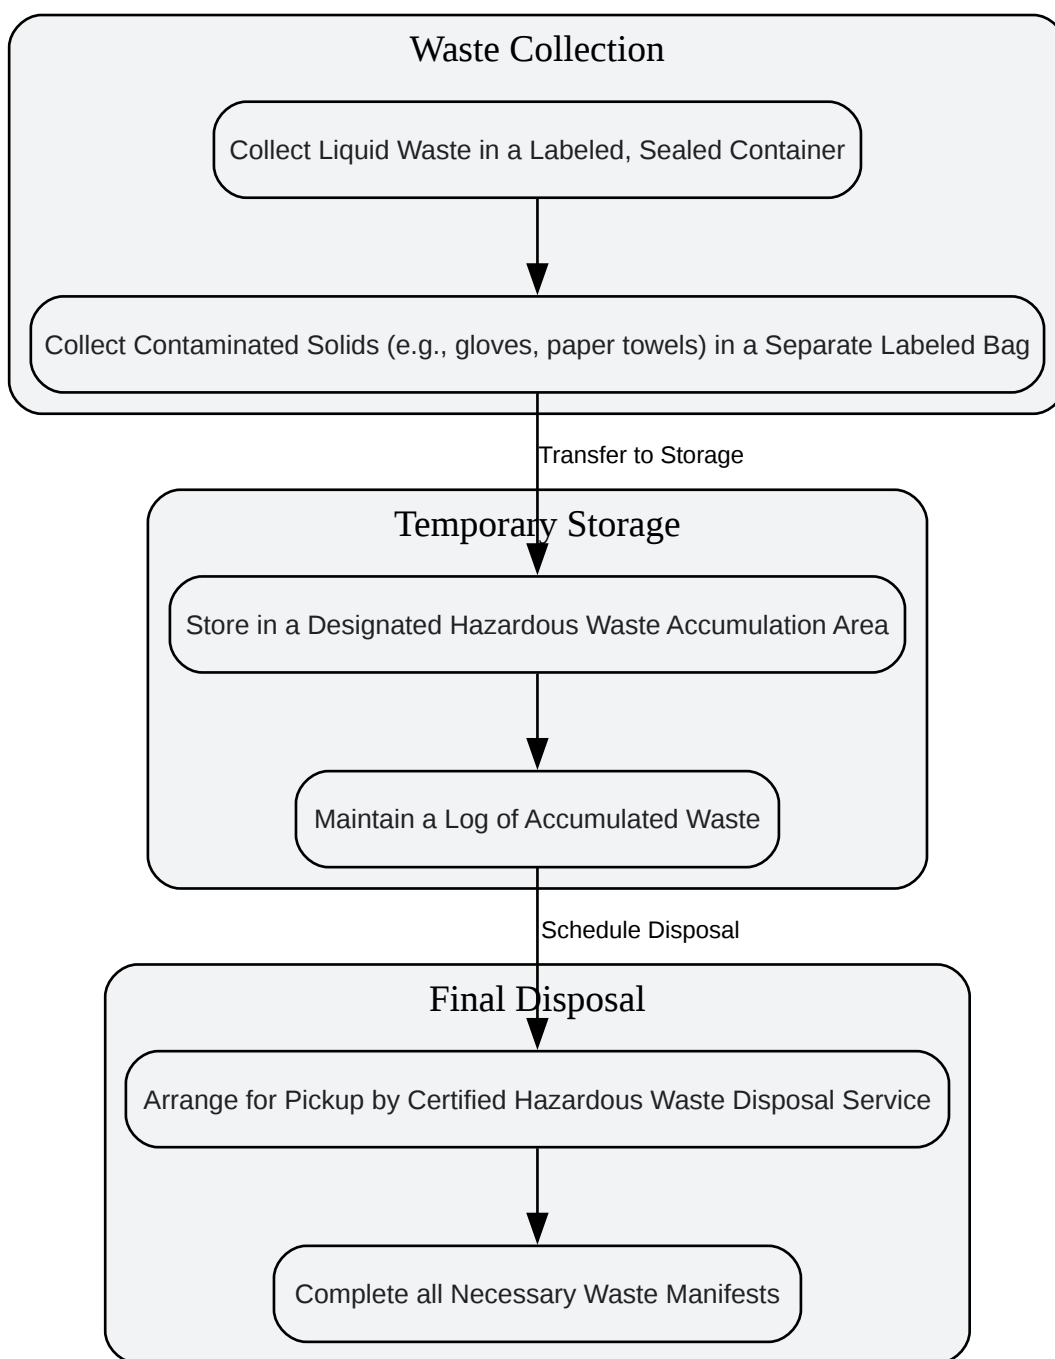 Waste Collection
Collect Liquid Waste in a Labeled, Sealed Container
Collect Contaminated Solids (e.g., gloves, paper towels) in a Separate Labeled Bag
Transfer to Storage
Temporary Storage
Store in a Designated Hazardous Waste Accumulation Area
Maintain a Log of Accumulated Waste
Schedule Disposal
Final Disposal
Arrange for Pickup by Certified Hazardous Waste Disposal Service
Complete all Necessary Waste Manifests